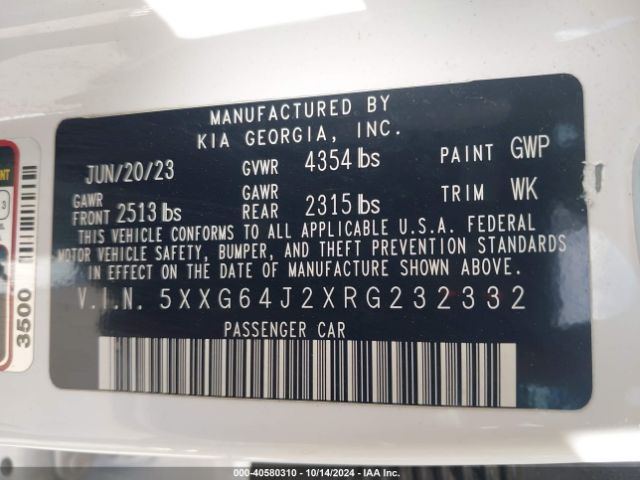 MANUFACTURED BY
KIA GEORGIA, INC.
JUN/20/23 GVWR 4354 lbs PAINT GWP
GAWR FRONT 2513 lbs GAWR REAR 2315 lbs TRIM WK
THIS VEHICLE CONFORMS TO ALL APPLICABLE U.S.A. FEDERAL
MOTOR VEHICLE SAFETY, BUMPER, AND THEFT PREVENTION STANDARDS
IN EFFECT ON THE DATE OF MANUFACTURE SHOWN ABOVE.
V.I.N. 5XXG64J2XRG232332
PASSENGER CAR
3500
000-40580310 | 10/14/2024 | IAA Inc.